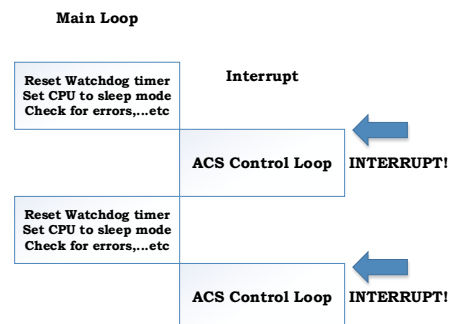 Main Loop
Interrupt
Reset Watchdog timer
Set CPU to sleep mode
Check for errors,...etc
ACS Control Loop
INTERRUPT!
Reset Watchdog timer
Set CPU to sleep mode
Check for errors,...etc
ACS Control Loop
INTERRUPT!